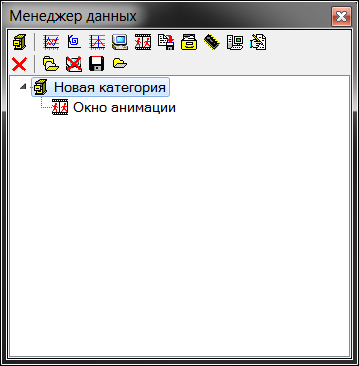 Менеджер данных
Новая категория
Окно анимации